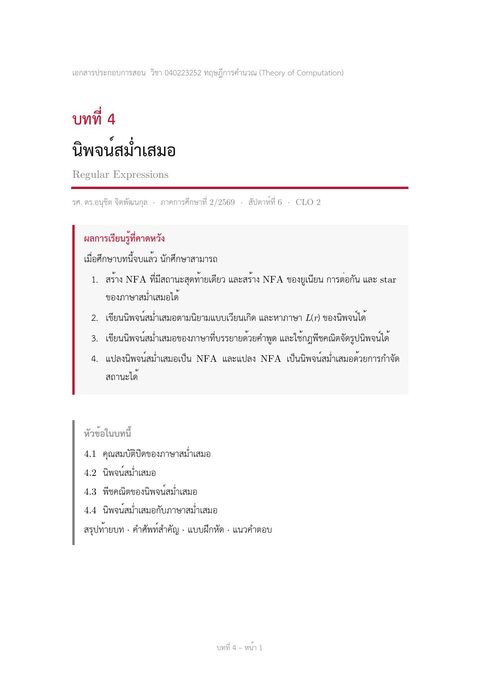 เอกสารประกอบการสอน วิชา 040223252 ทฤษฎีการคำนวณ (Theory of Computation)
บทที่ 4
นิพจน์สม่ำเสมอ
Regular Expressions
รศ. ดร.อนุชิต จิตพัฒนกุล · ภาคการศึกษาที่ 2/2569 · สัปดาห์ที่ 6 · CLO 2
ผลการเรียนรู้ที่คาดหวัง
เมื่อศึกษาบทนี้จบแล้ว นักศึกษาสามารถ
1. สร้าง NFA ที่มีสถานะสุดท้ายเดียว และสร้าง NFA ของยูเนียน การต่อกัน และ star
ของภาษาสม่ำเสมอได้
2. เขียนนิพจน์สม่ำเสมอตามนิยามแบบเวียนเกิด และหาภาษา L(r) ของนิพจน์ได้
3. เขียนนิพจน์สม่ำเสมอของภาษาที่บรรยายด้วยคำพูด และใช้กฎพีชคณิตจัดรูปนิพจน์ได้
4. แปลงนิพจน์สม่ำเสมอเป็น NFA และแปลง NFA เป็นนิพจน์สม่ำเสมอด้วยการกำจัด
สถานะได้
หัวข้อในบทนี้
4.1 คุณสมบัติปิดของภาษาสม่ำเสมอ
4.2 นิพจน์สม่ำเสมอ
4.3 พีชคณิตของนิพจน์สม่ำเสมอ
4.4 นิพจน์สม่ำเสมอกับภาษาสม่ำเสมอ
สรุปท้ายบท · คำศัพท์สำคัญ · แบบฝึกหัด · แนวคำตอบ
บทที่ 4 – หน้า 1